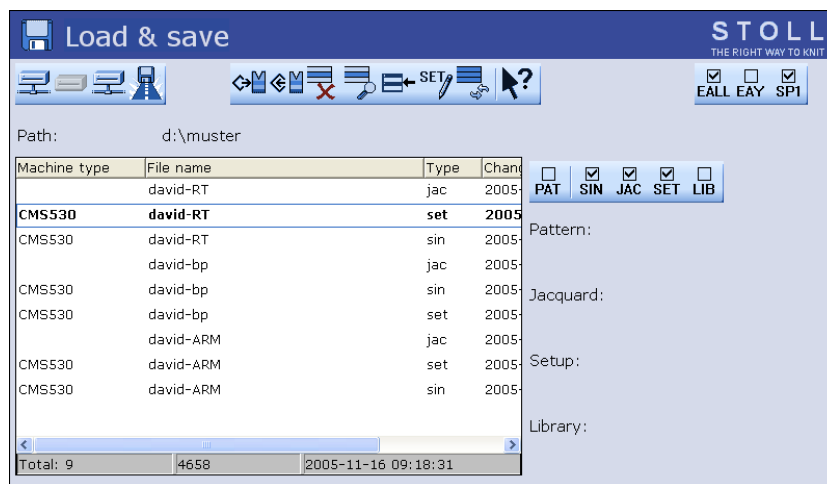 Load & save
STOLL
THE RIGHT WAY TO KNIT
SET
EALL EAY SP1
Path: d:\muster
Machine type File name Type Chang
david-RT jac 2005-
CMS530 david-RT set 2005
CMS530 david-RT sin 2005-
david-bp jac 2005-
CMS530 david-bp sin 2005-
CMS530 david-bp set 2005-
david-ARM jac 2005-
CMS530 david-ARM set 2005-
CMS530 david-ARM sin 2005-
Total: 9 4658 2005-11-16 09:18:31
PAT SIN JAC SET LIB
Pattern:
Jacquard:
Setup:
Library: